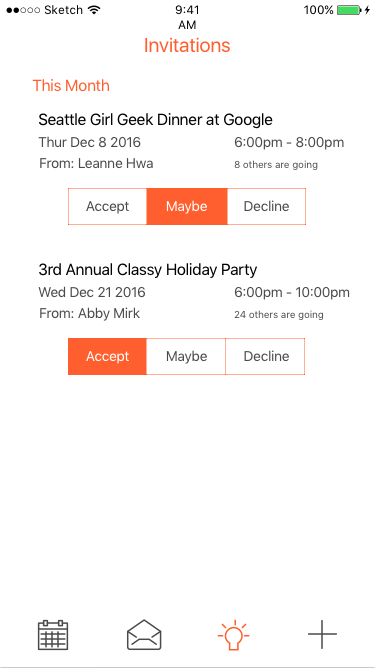 Sketch 9:41 AM 100%
Invitations
This Month
Seattle Girl Geek Dinner at Google
Thur Dec 8 2016 6:00pm - 8:00pm
From: Leanne Hwa 8 others are going
Accept Maybe Decline
3rd Annual Classy Holiday Party
Wed Dec 21 2016 6:00pm - 10:00pm
From: Abby Mirk 24 others are going
Accept Maybe Decline